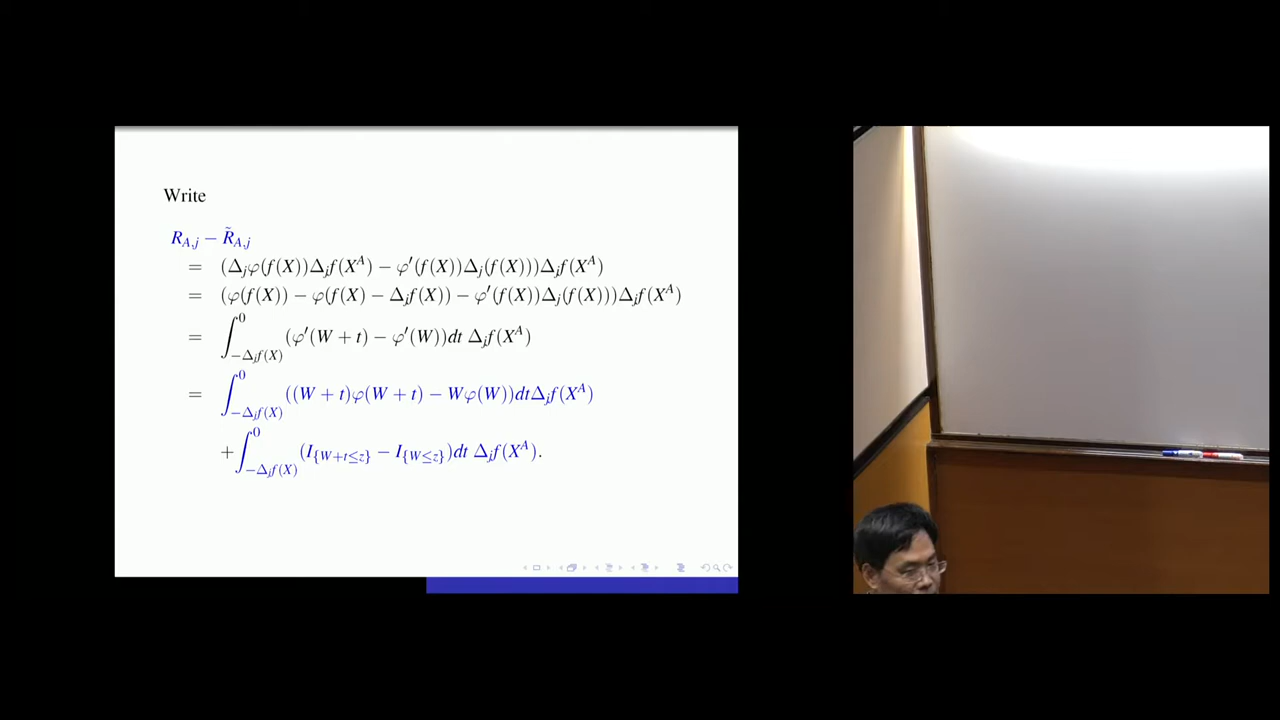 Write
R_{A,j} − R̃_{A,j}
= (Δ_jφ(f(X))Δ_jf(X^A) − φ′(f(X))Δ_j(f(X)))Δ_jf(X^A)
= (φ(f(X)) − φ(f(X) − Δ_jf(X)) − φ′(f(X))Δ_j(f(X)))Δ_jf(X^A)
= ∫_{−Δ_jf(X)}^{0} (φ′(W + t) − φ′(W))dt Δ_jf(X^A)
= ∫_{−Δ_jf(X)}^{0} ((W + t)φ(W + t) − Wφ(W))dtΔ_jf(X^A)
+ ∫_{−Δ_jf(X)}^{0} (I_{{W+t≤z}} − I_{{W≤z}})dt Δ_jf(X^A).